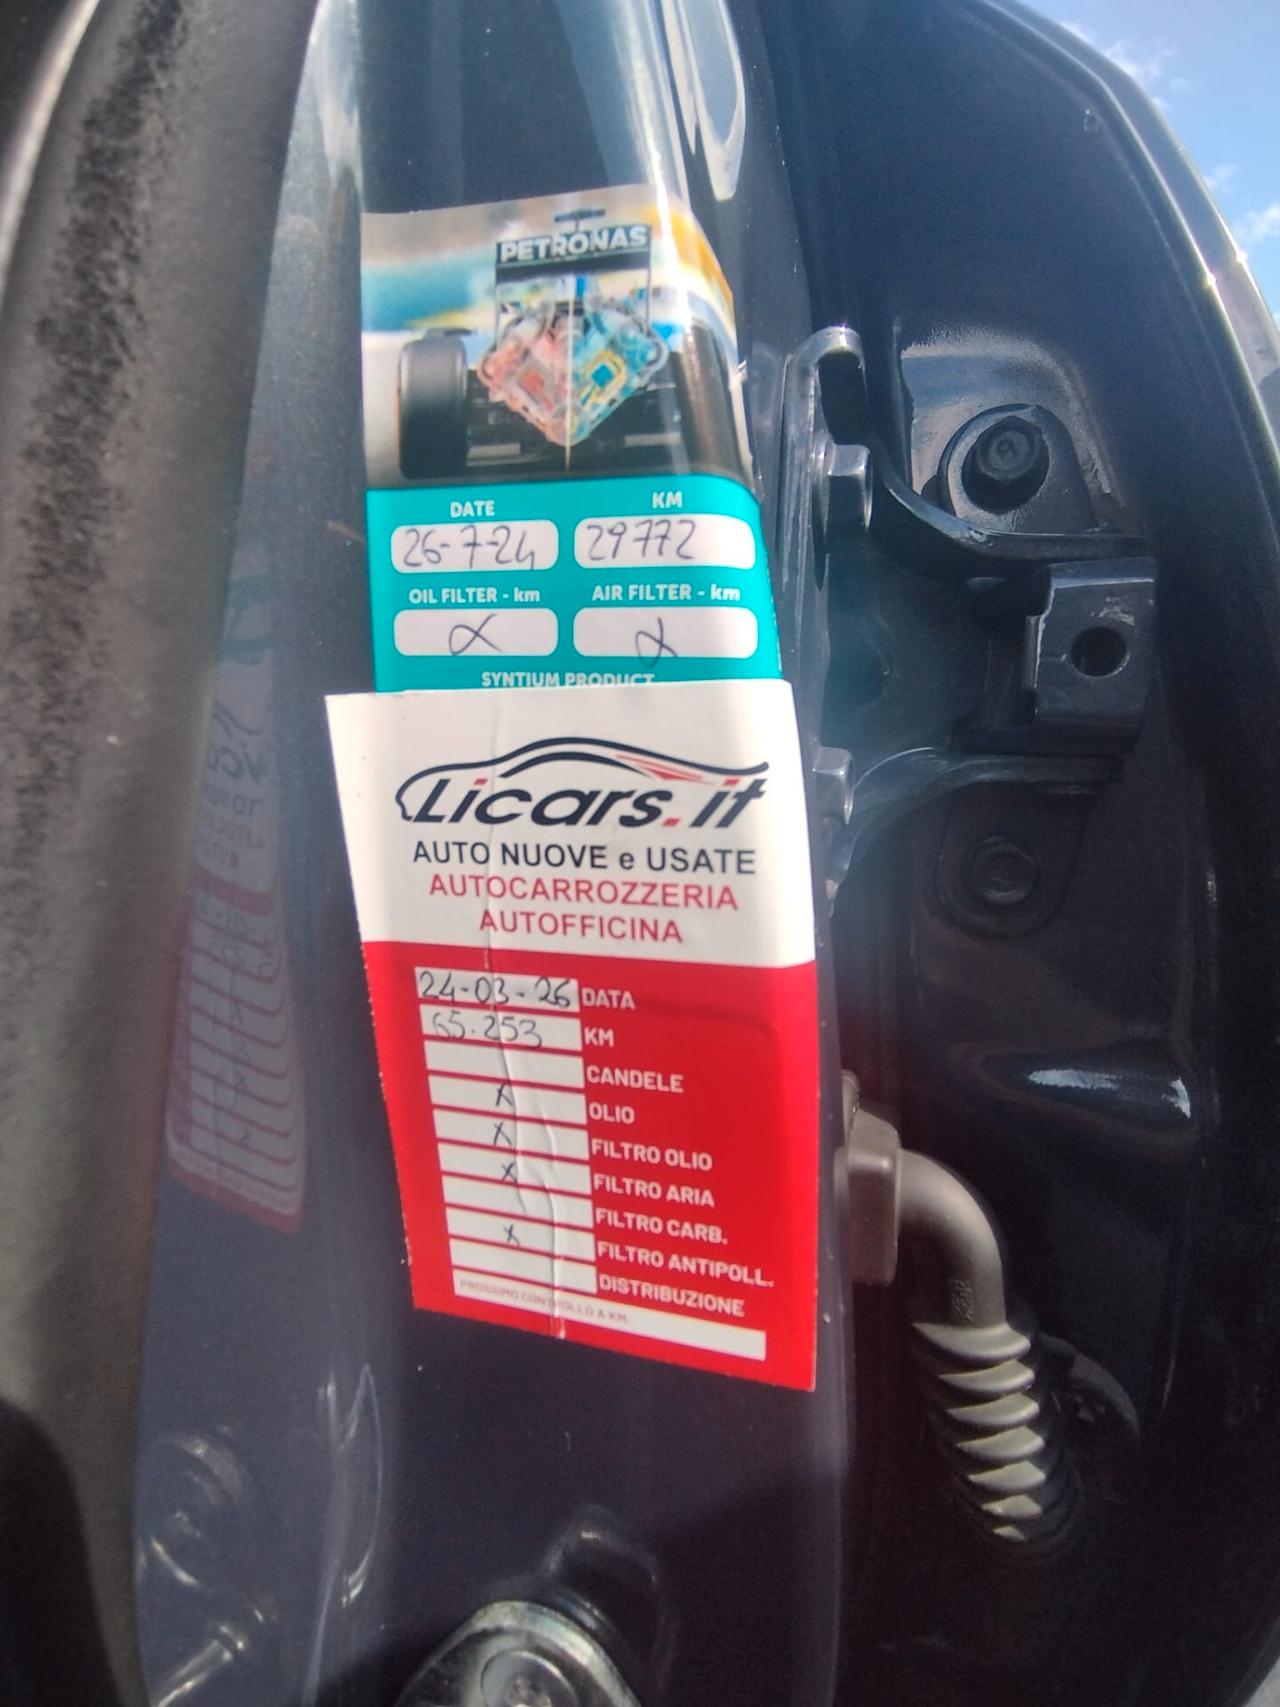 PETRONAS
DATE KM
26-7-24 29772
OIL FILTER - km AIR FILTER - km
X X
SYNTIUM PRODUCT
Licars.it
AUTO NUOVE e USATE
AUTOCARROZZERIA
AUTOFFICINA
24-03-26 DATA
65.253 KM
CANDELE
X OLIO
X FILTRO OLIO
X FILTRO ARIA
FILTRO CARB.
X FILTRO ANTIPOLL.
DISTRIBUZIONE
PROSSIMO CONTROLLO A KM.